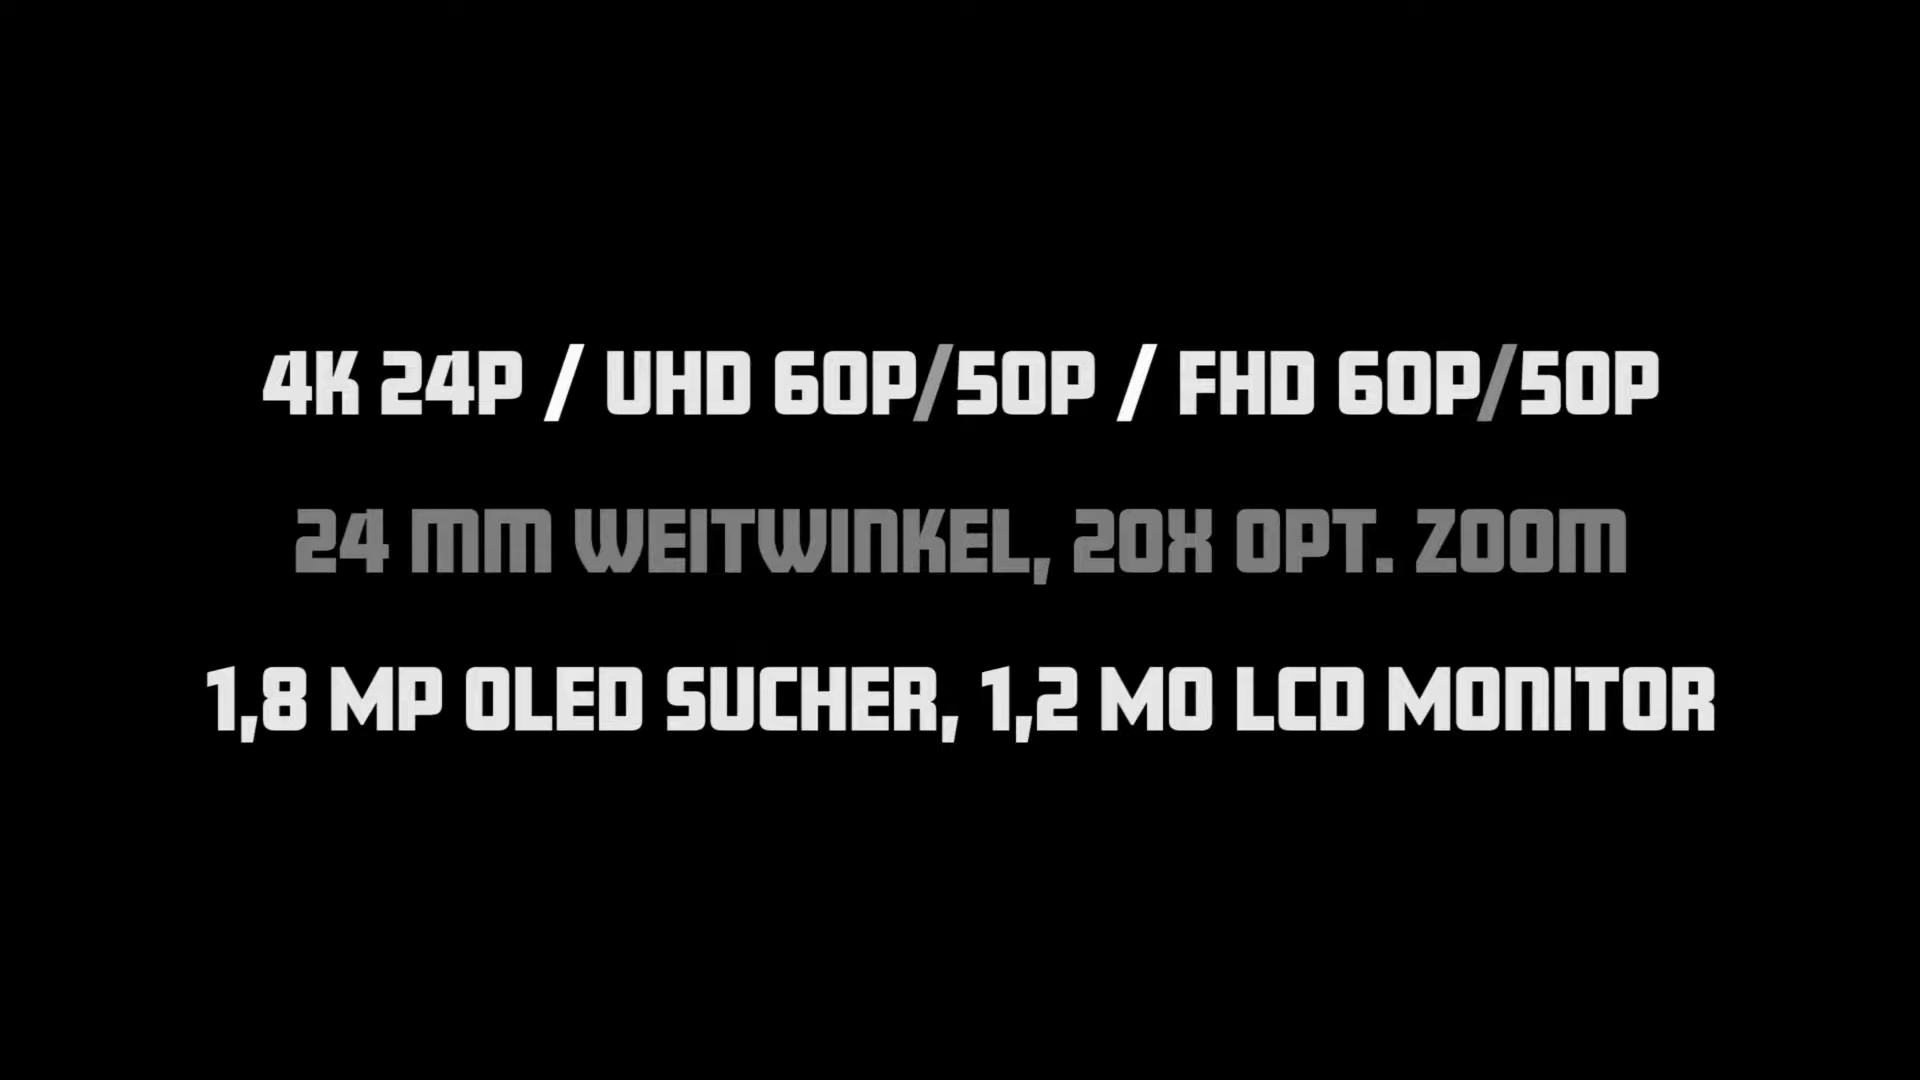 4K 24P / UHD 60P/50P / FHD 60P/50P
24 MM WEITWINKEL, 20X OPT. ZOOM
1,8 MP OLED SUCHER, 1,2 MO LCD MONITOR